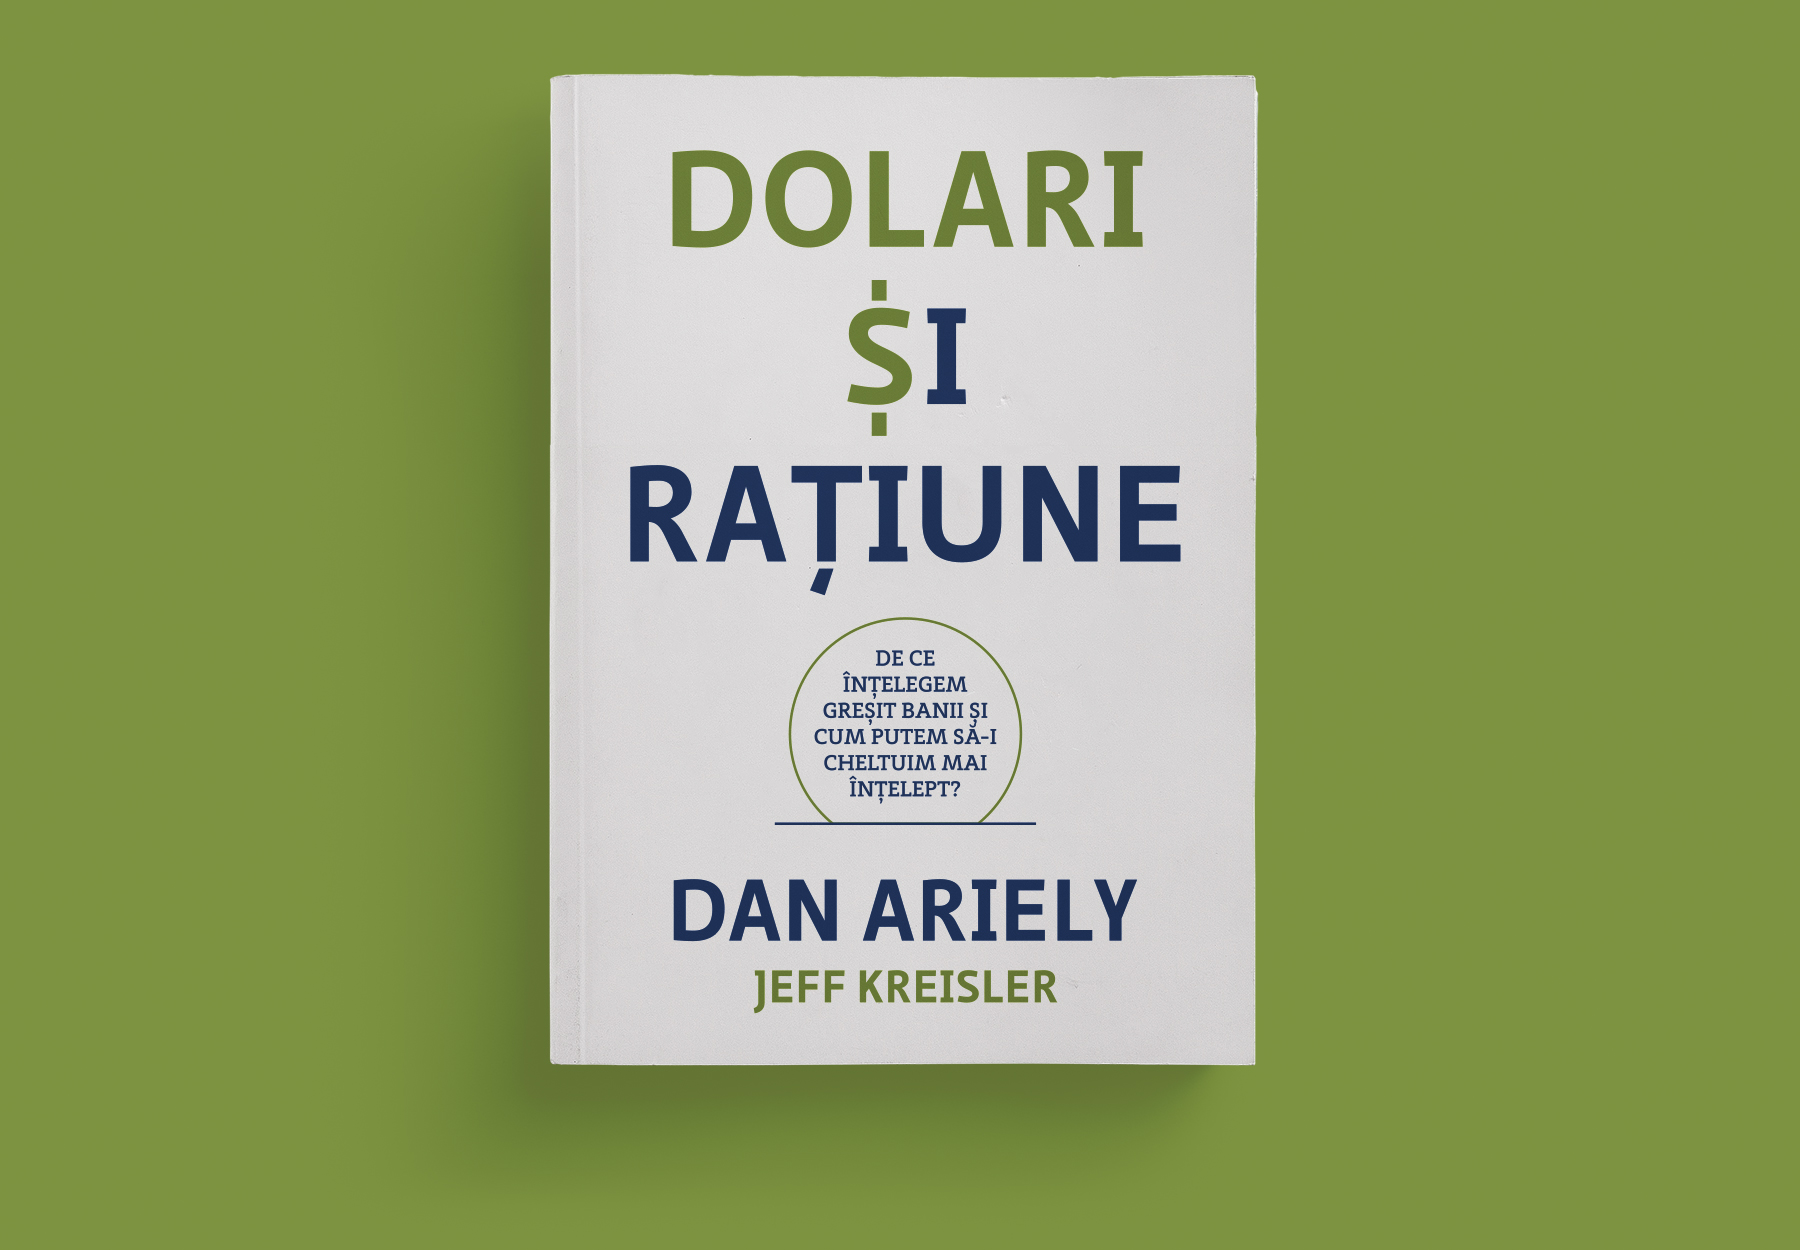 DOLARI
ȘI
RAȚIUNE
DE CE
ÎNȚELEGEM
GREȘIT BANII ȘI
CUM PUTEM SĂ-I
CHELTUIM MAI
ÎNȚELEPT?
DAN ARIELY
JEFF KREISLER